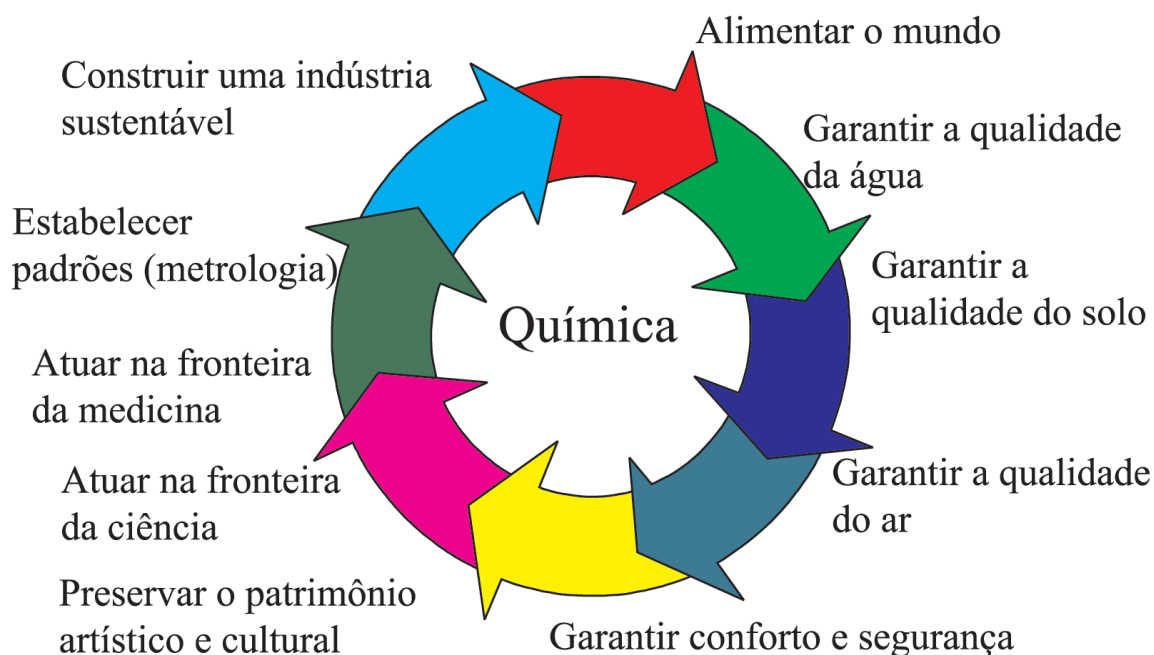 Alimentar o mundo
Construir uma indústria
sustentável
Garantir a qualidade
da água
Estabelecer
padrões (metrologia)
Garantir a
qualidade do solo
Química
Atuar na fronteira
da medicina
Garantir a qualidade
do ar
Atuar na fronteira
da ciência
Preservar o patrimônio
artístico e cultural
Garantir conforto e segurança